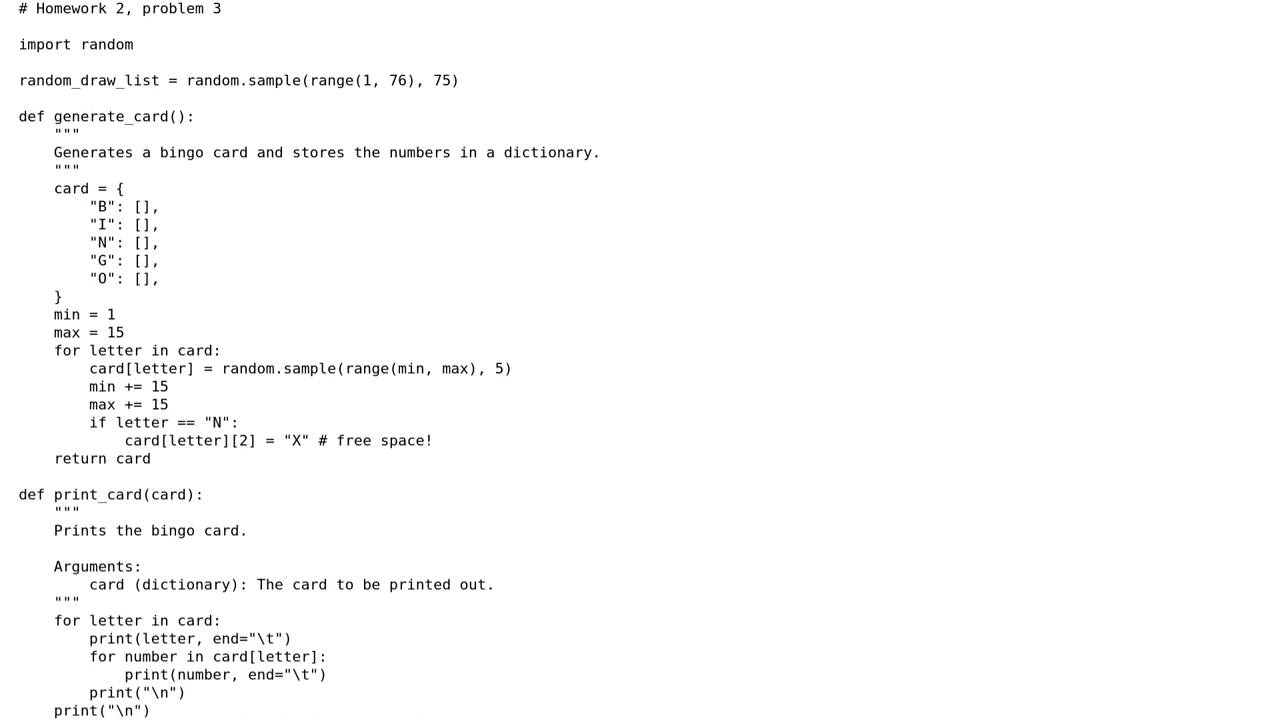 # Homework 2, problem 3

import random

random_draw_list = random.sample(range(1, 76), 75)

def generate_card():
    """
    Generates a bingo card and stores the numbers in a dictionary.
    """
    card = {
        "B": [],
        "I": [],
        "N": [],
        "G": [],
        "O": [],
    }
    min = 1
    max = 15
    for letter in card:
        card[letter] = random.sample(range(min, max), 5)
        min += 15
        max += 15
        if letter == "N":
            card[letter][2] = "X" # free space!
    return card

def print_card(card):
    """
    Prints the bingo card.

    Arguments:
        card (dictionary): The card to be printed out.
    """
    for letter in card:
        print(letter, end="\t")
        for number in card[letter]:
            print(number, end="\t")
        print("\n")
    print("\n")